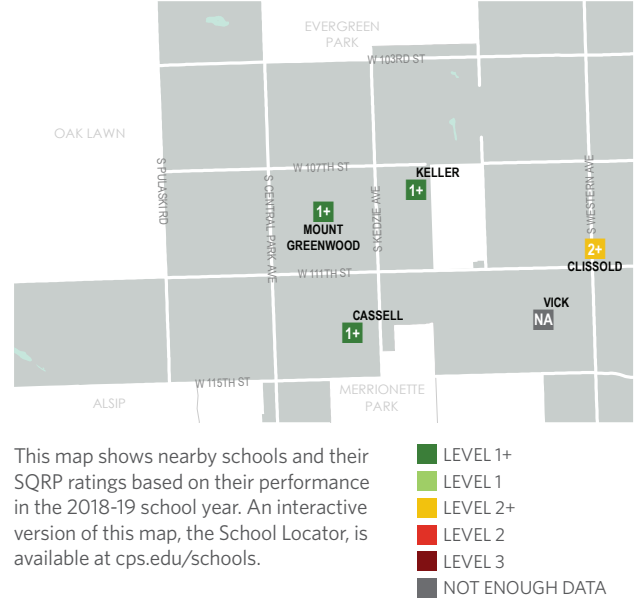 EVERGREEN
PARK
W 103RD ST
OAK LAWN
S PULASKI RD
W 107TH ST
S CENTRAL PARK AVE
S KEDZIE AVE
KELLER
1+
S WESTERN AVE
1+
MOUNT
GREENWOOD
2+
CLISSOLD
W 111TH ST
CASSELL
1+
VICK
NA
W 115TH ST
MERRIONETTE
PARK
ALSIP
This map shows nearby schools and their
SQRP ratings based on their performance
in the 2018-19 school year. An interactive
version of this map, the School Locator, is
available at cps.edu/schools.
LEVEL 1+
LEVEL 1
LEVEL 2+
LEVEL 2
LEVEL 3
NOT ENOUGH DATA